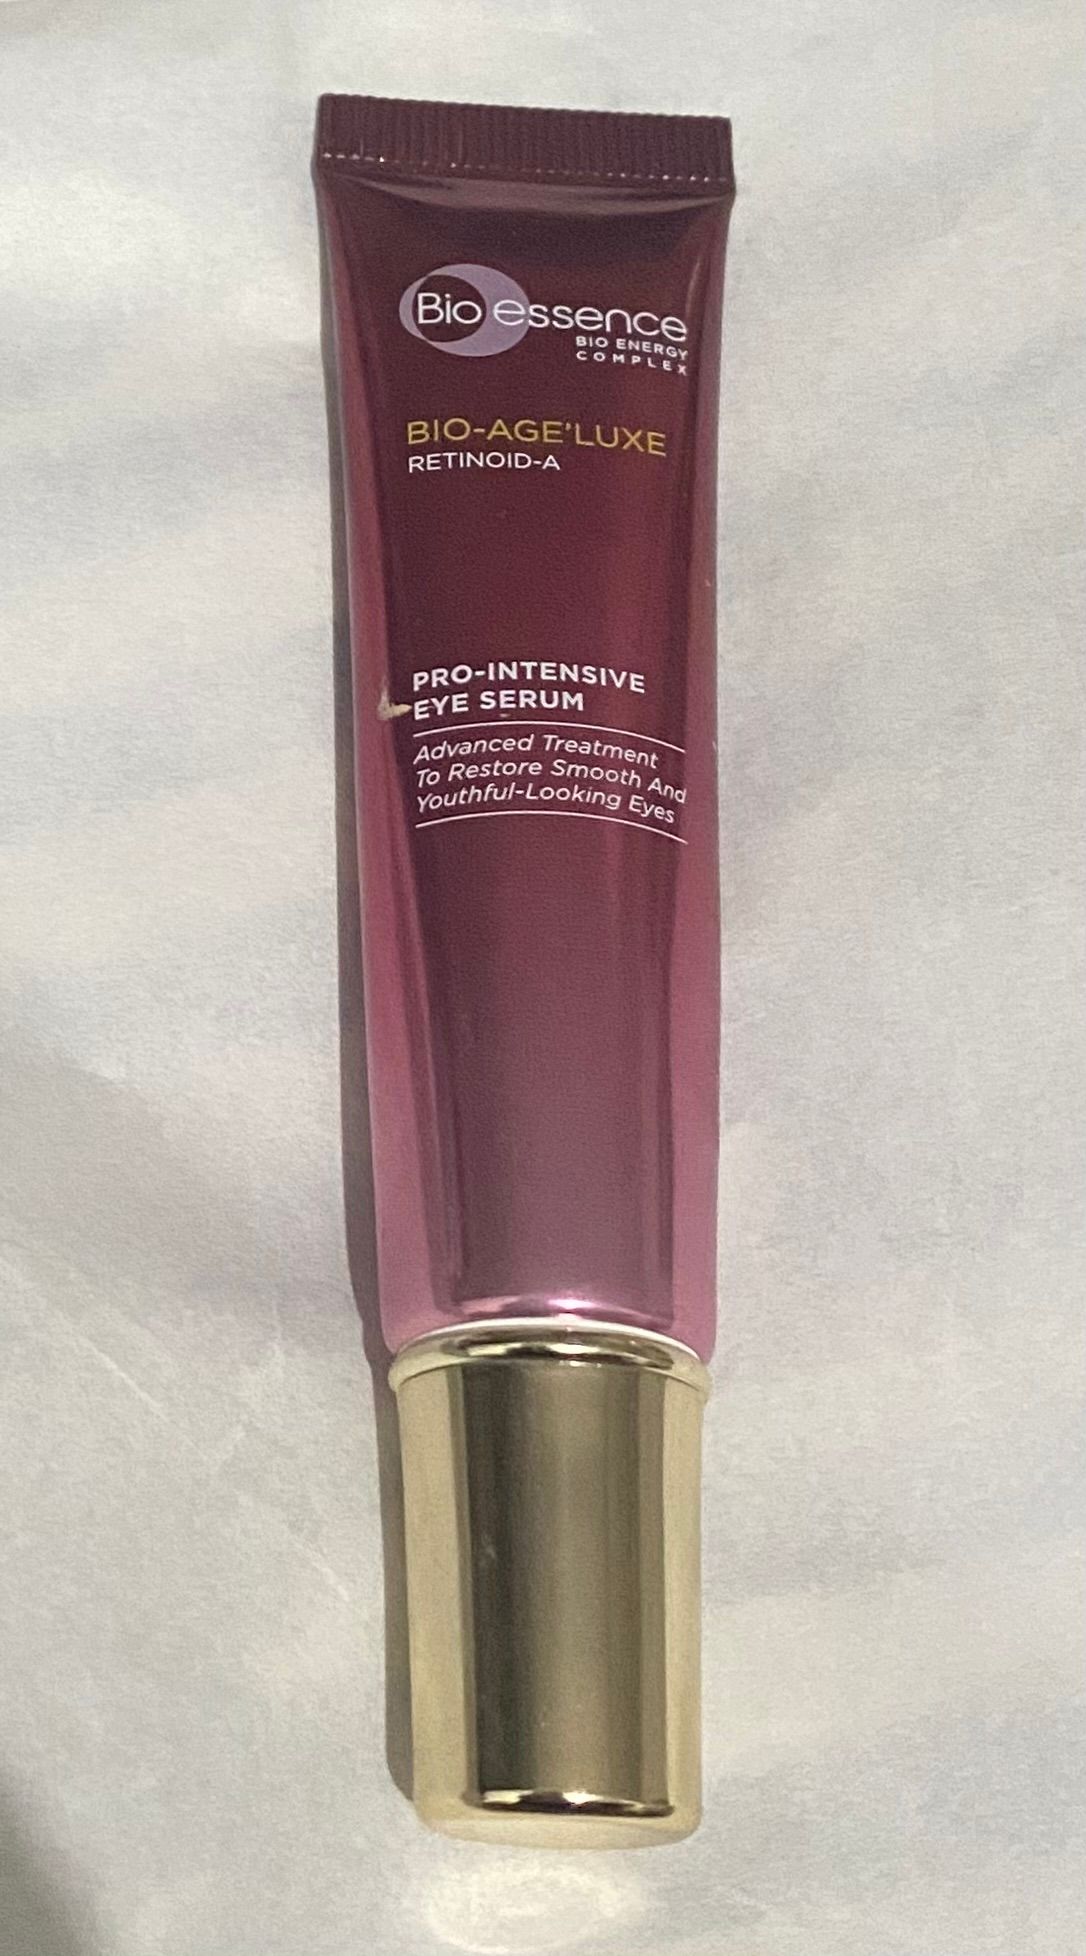 Bio essence
BIO ENERGY
COMPLEX
BIO-AGE'LUXE
RETINOID-A
PRO-INTENSIVE
EYE SERUM
Advanced Treatment
To Restore Smooth And
Youthful-Looking Eyes